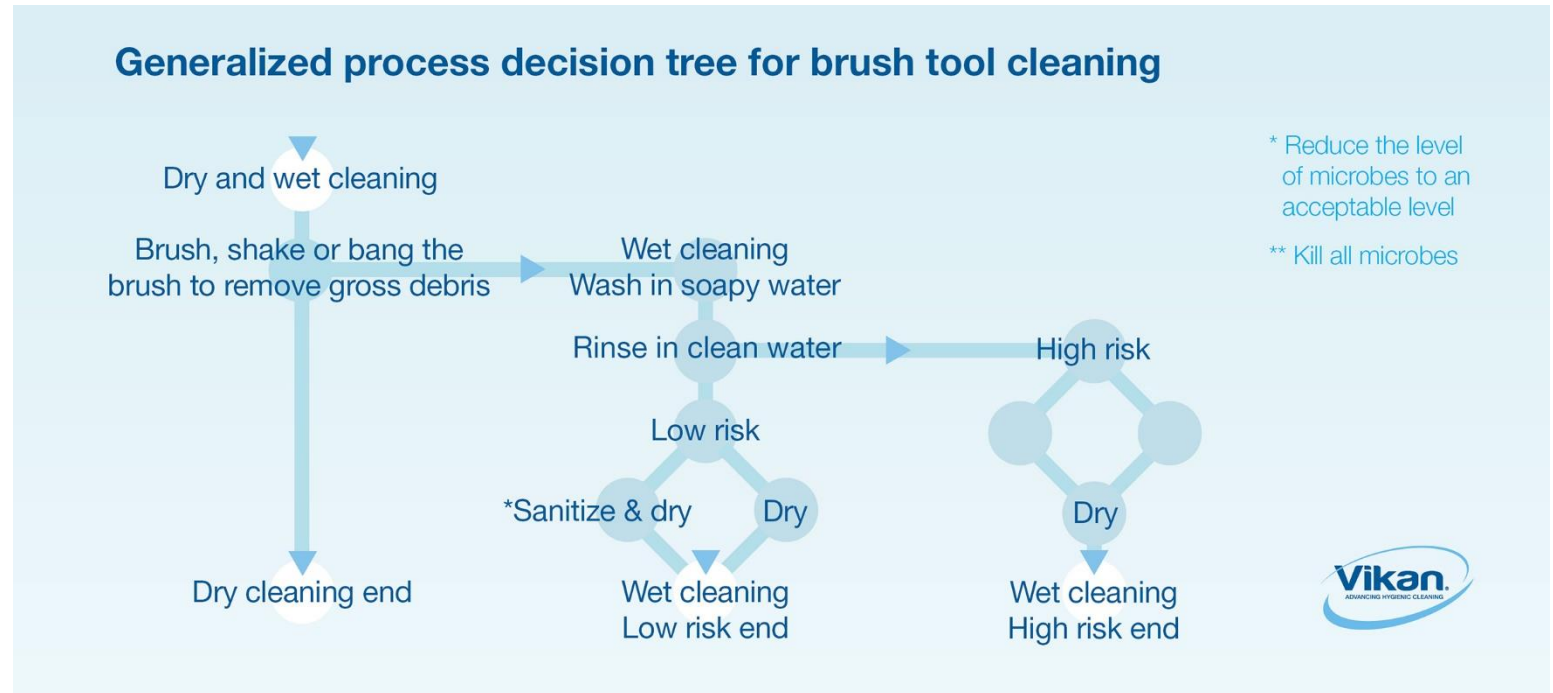 Generalized process decision tree for brush tool cleaning
Dry and wet cleaning
Brush, shake or bang the
brush to remove gross debris
Wet cleaning
Wash in soapy water
Rinse in clean water
High risk
Low risk
*Sanitize & dry
Dry
Dry
Dry cleaning end
Wet cleaning
Low risk end
Wet cleaning
High risk end
* Reduce the level
of microbes to an
acceptable level
** Kill all microbes
Vikan®
ADVANCING HYGIENIC CLEANING